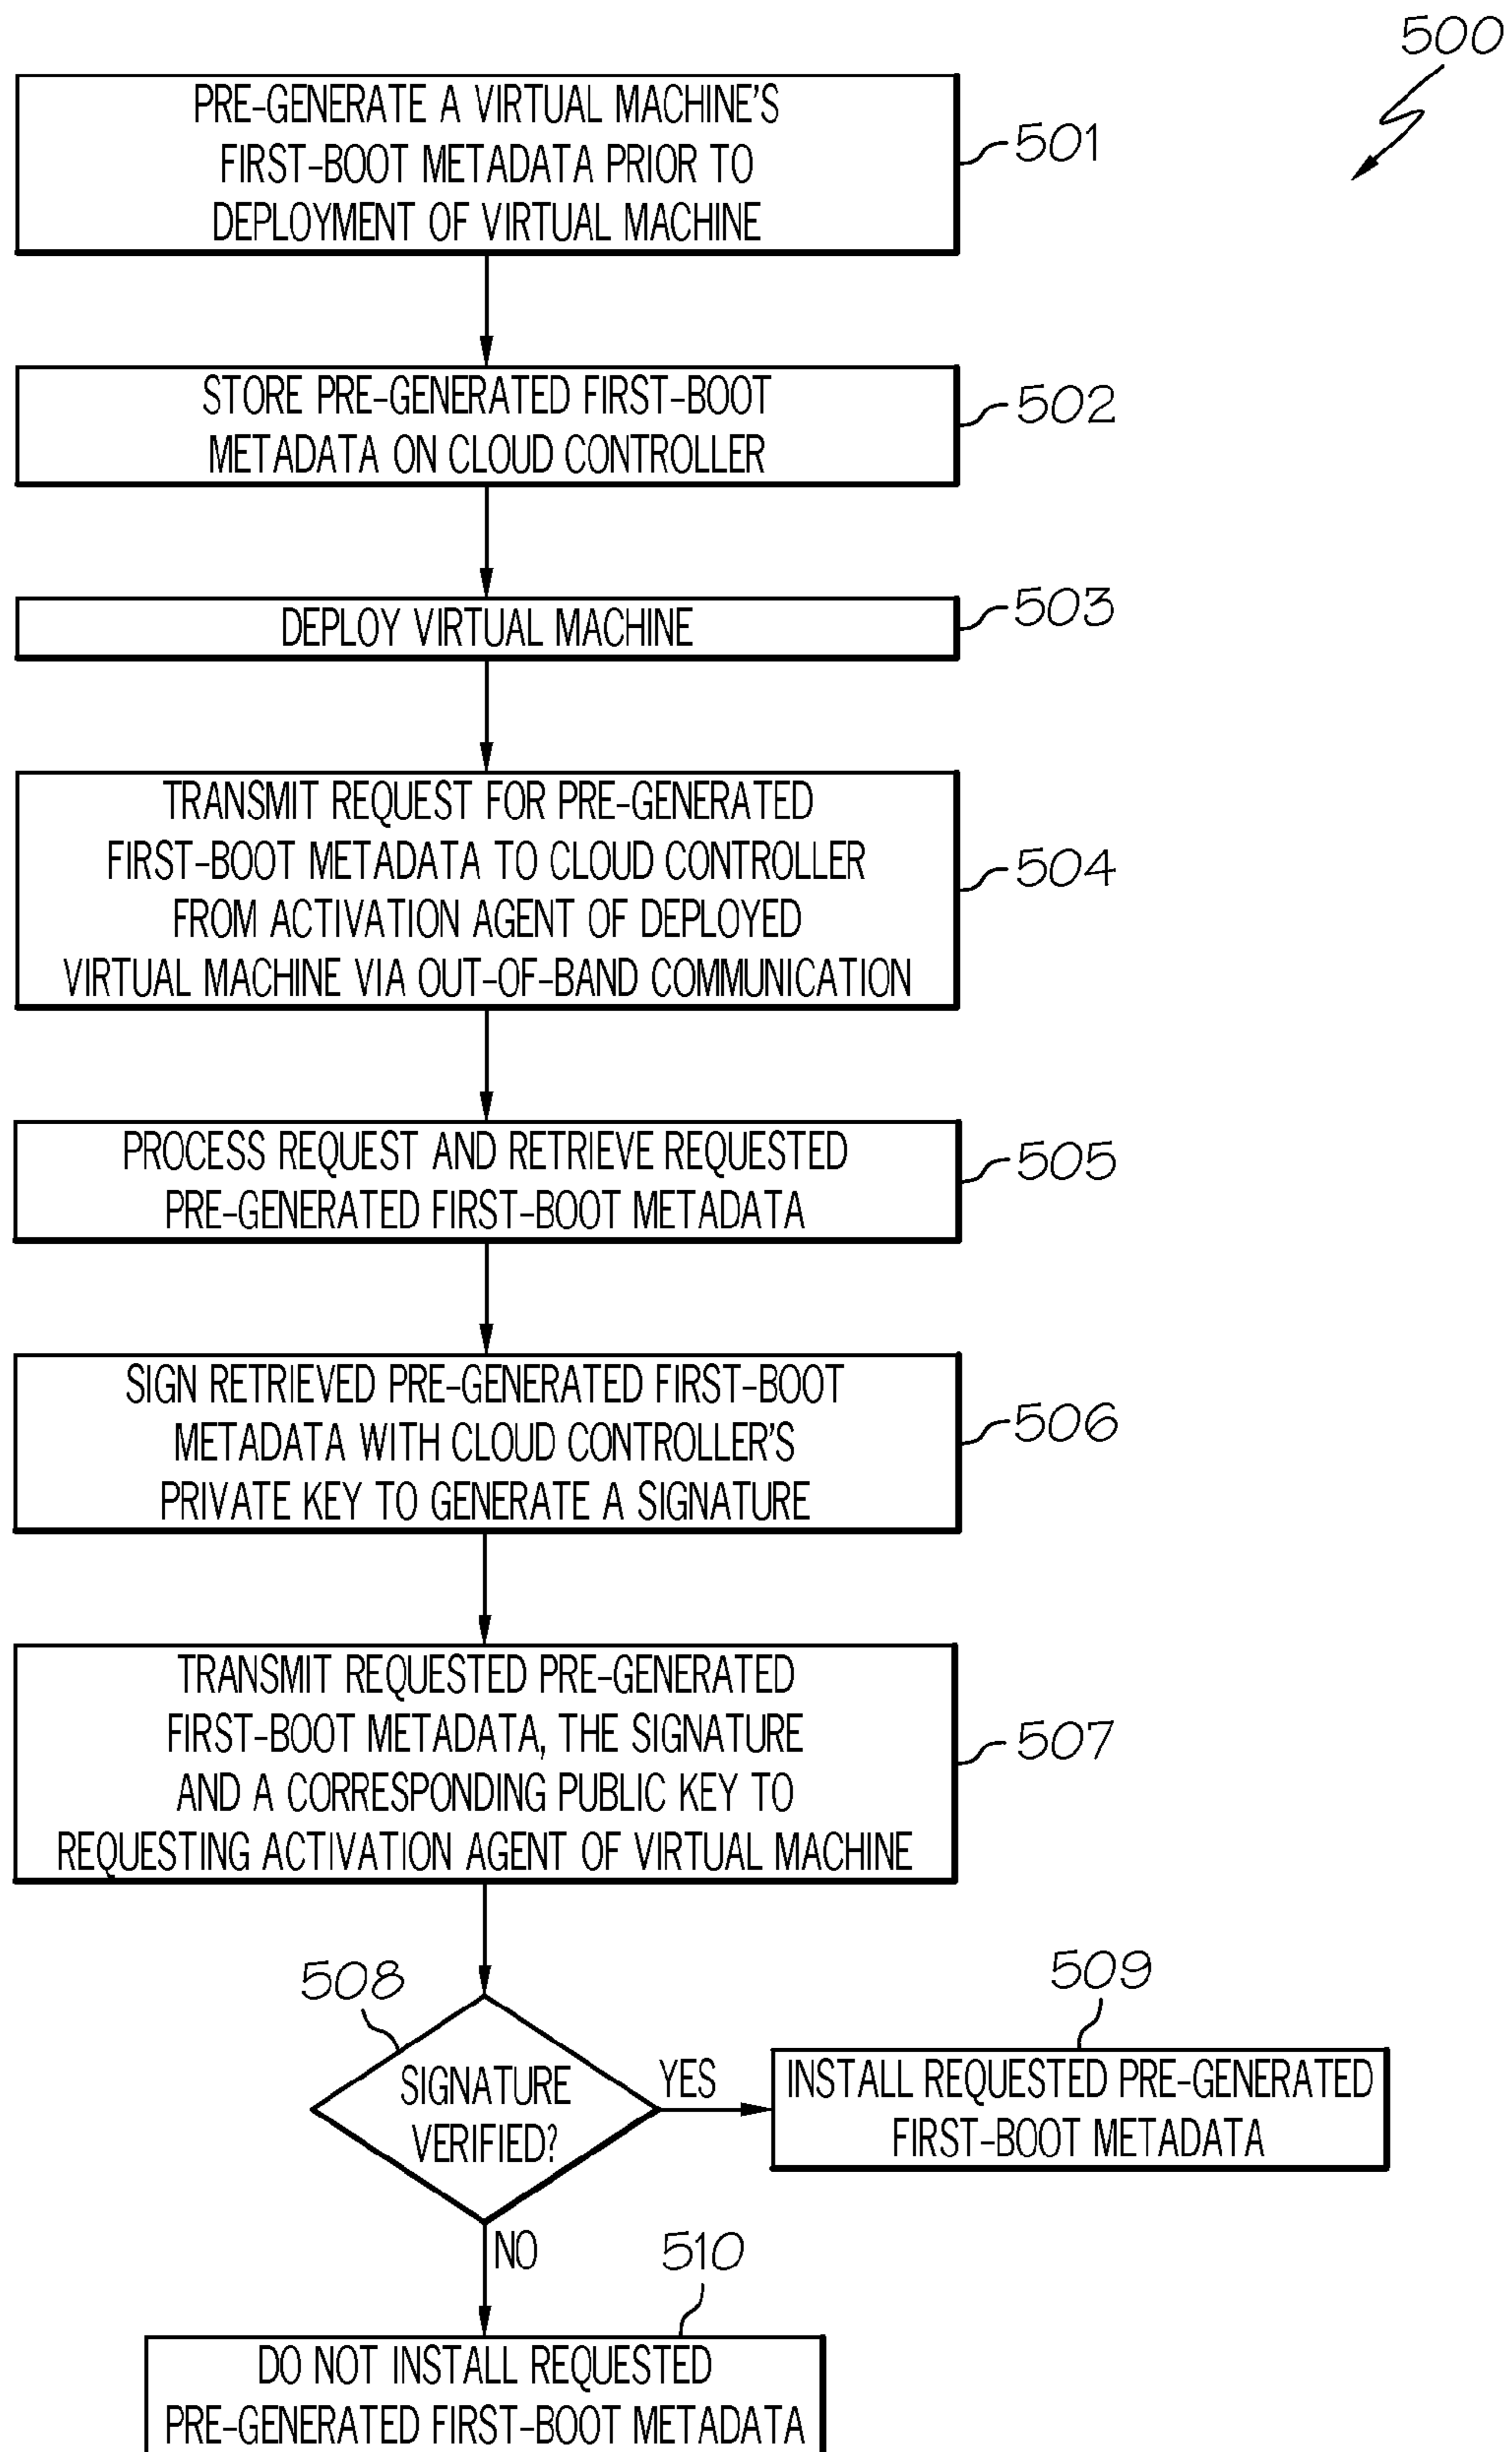 500
PRE-GENERATE A VIRTUAL MACHINE'S
FIRST-BOOT METADATA PRIOR TO
DEPLOYMENT OF VIRTUAL MACHINE
501
STORE PRE-GENERATED FIRST-BOOT
METADATA ON CLOUD CONTROLLER
502
DEPLOY VIRTUAL MACHINE
503
TRANSMIT REQUEST FOR PRE-GENERATED
FIRST-BOOT METADATA TO CLOUD CONTROLLER
FROM ACTIVATION AGENT OF DEPLOYED
VIRTUAL MACHINE VIA OUT-OF-BAND COMMUNICATION
504
PROCESS REQUEST AND RETRIEVE REQUESTED
PRE-GENERATED FIRST-BOOT METADATA
505
SIGN RETRIEVED PRE-GENERATED FIRST-BOOT
METADATA WITH CLOUD CONTROLLER'S
PRIVATE KEY TO GENERATE A SIGNATURE
506
TRANSMIT REQUESTED PRE-GENERATED
FIRST-BOOT METADATA, THE SIGNATURE
AND A CORRESPONDING PUBLIC KEY TO
REQUESTING ACTIVATION AGENT OF VIRTUAL MACHINE
507
508
SIGNATURE
VERIFIED?
YES
509
INSTALL REQUESTED PRE-GENERATED
FIRST-BOOT METADATA
NO
510
DO NOT INSTALL REQUESTED
PRE-GENERATED FIRST-BOOT METADATA